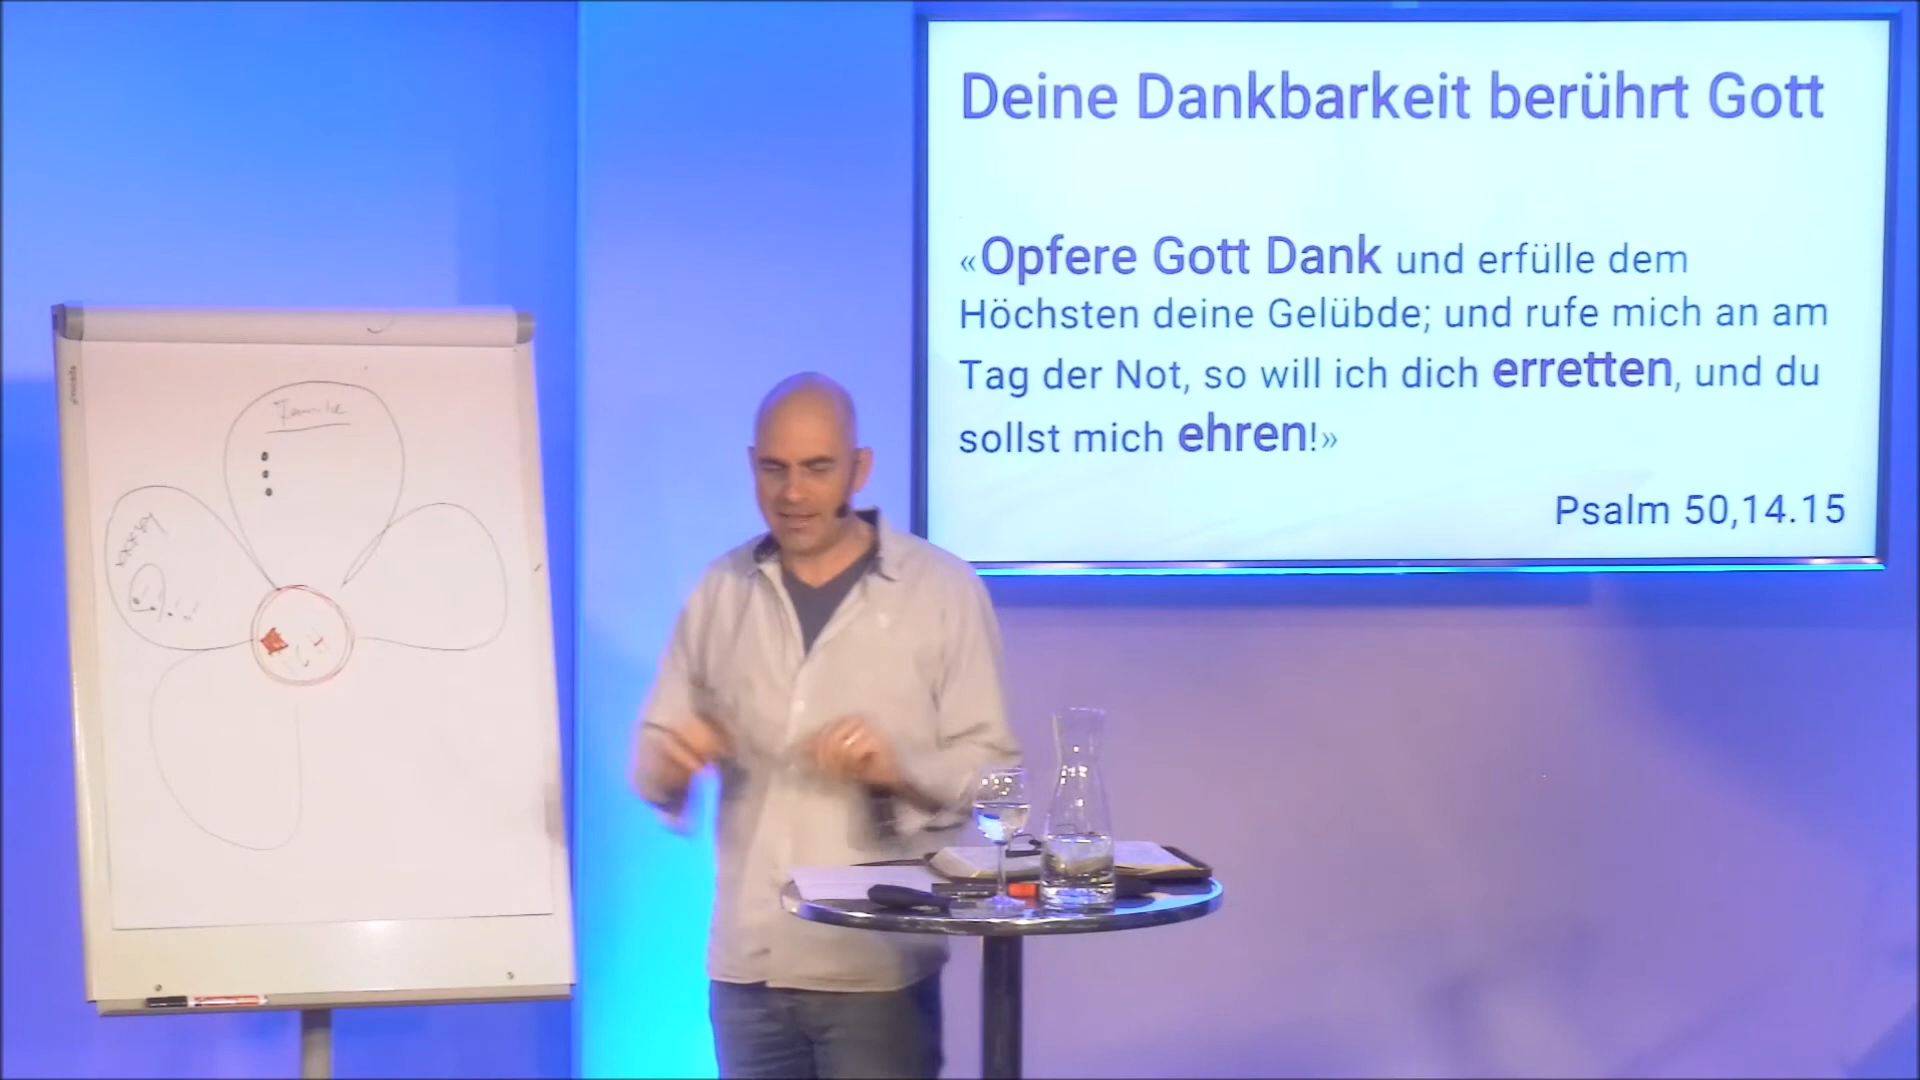 Deine Dankbarkeit berührt Gott
«Opfere Gott Dank und erfülle dem
Höchsten deine Gelübde; und rufe mich an am
Tag der Not, so will ich dich erretten, und du
sollst mich ehren!»
Psalm 50,14.15
Familie